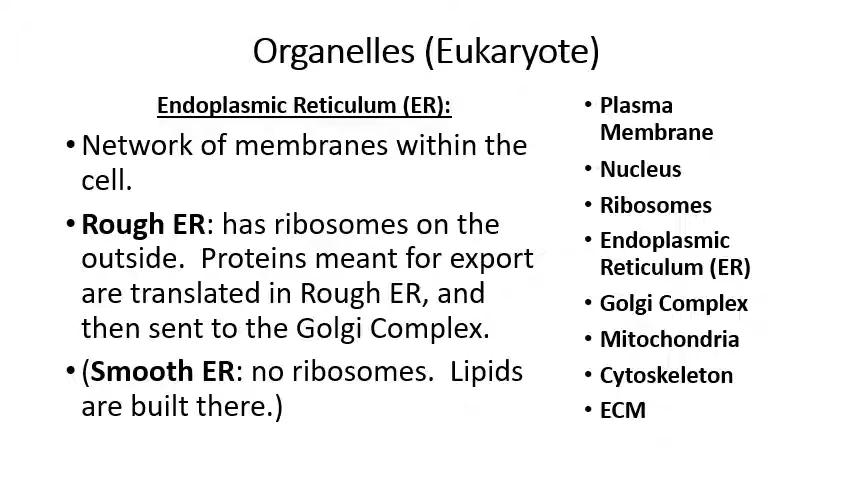 Organelles (Eukaryote)
Endoplasmic Reticulum (ER):
• Network of membranes within the
cell.
• Rough ER: has ribosomes on the
outside.  Proteins meant for export
are translated in Rough ER, and
then sent to the Golgi Complex.
• (Smooth ER: no ribosomes.  Lipids
are built there.)
• Plasma
Membrane
• Nucleus
• Ribosomes
• Endoplasmic
Reticulum (ER)
• Golgi Complex
• Mitochondria
• Cytoskeleton
• ECM